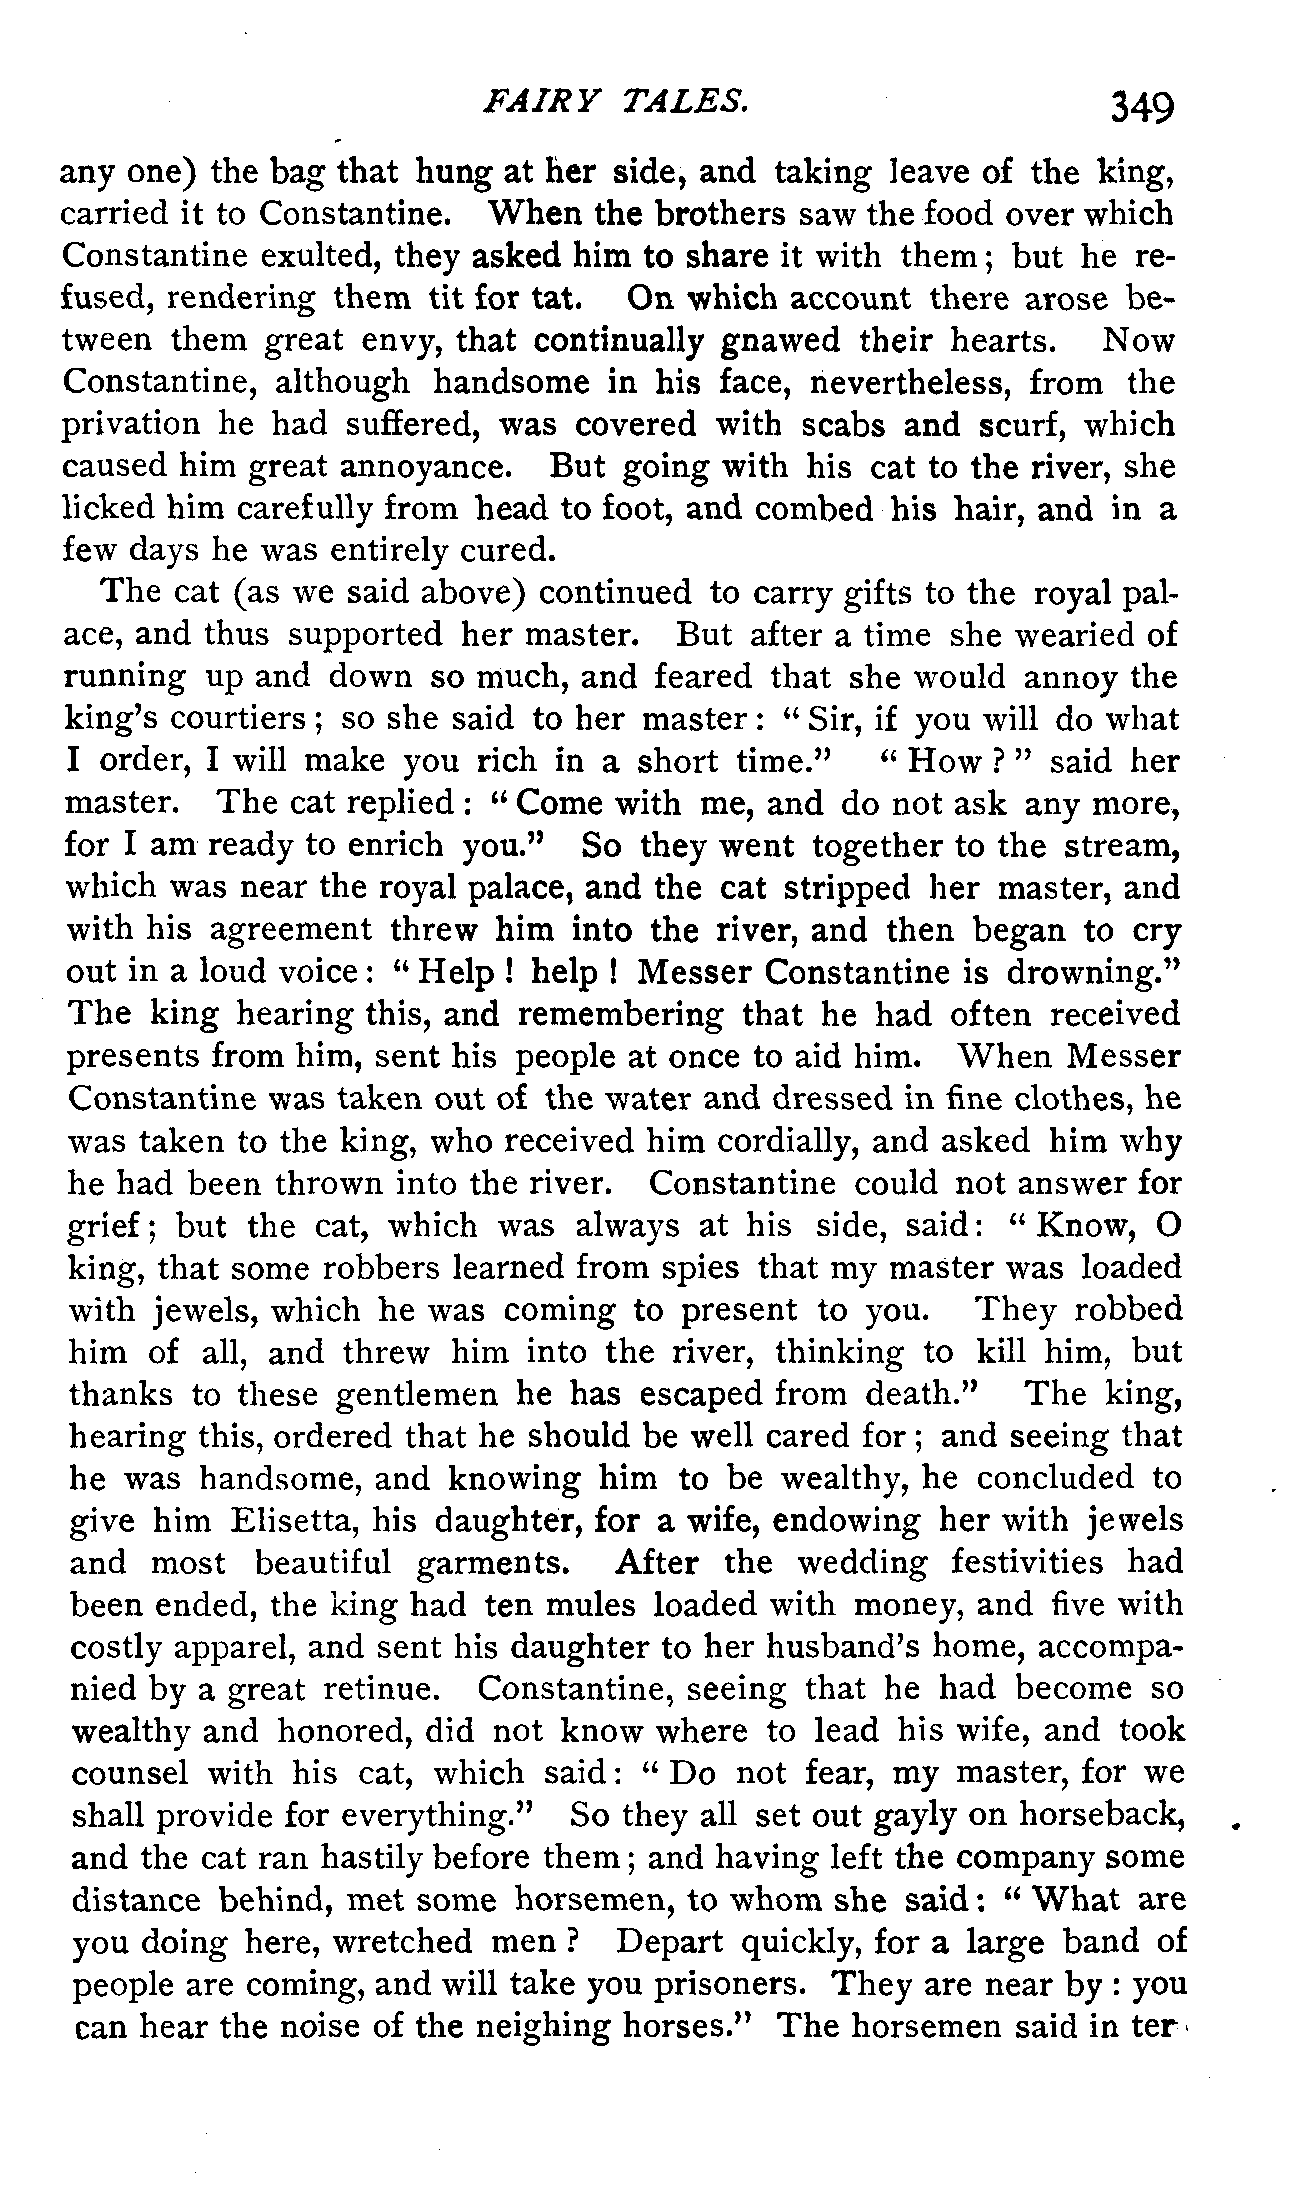 FAIRY TALES. 349
any one) the bag that hung at her side, and taking leave of the king,
carried it to Constantine. When the brothers saw the food over which
Constantine exulted, they asked him to share it with them; but he re-
fused, rendering them tit for tat. On which account there arose be-
tween them great envy, that continually gnawed their hearts. Now
Constantine, although handsome in his face, nevertheless, from the
privation he had suffered, was covered with scabs and scurf, which
caused him great annoyance. But going with his cat to the river, she
licked him carefully from head to foot, and combed his hair, and in a
few days he was entirely cured.
The cat (as we said above) continued to carry gifts to the royal pal-
ace, and thus supported her master. But after a time she wearied of
running up and down so much, and feared that she would annoy the
king's courtiers; so she said to her master: "Sir, if you will do what
I order, I will make you rich in a short time." "How?" said her
master. The cat replied: "Come with me, and do not ask any more,
for I am ready to enrich you." So they went together to the stream,
which was near the royal palace, and the cat stripped her master, and
with his agreement threw him into the river, and then began to cry
out in a loud voice: "Help! help! Messer Constantine is drowning."
The king hearing this, and remembering that he had often received
presents from him, sent his people at once to aid him. When Messer
Constantine was taken out of the water and dressed in fine clothes, he
was taken to the king, who received him cordially, and asked him why
he had been thrown into the river. Constantine could not answer for
grief; but the cat, which was always at his side, said: "Know, O
king, that some robbers learned from spies that my master was loaded
with jewels, which he was coming to present to you. They robbed
him of all, and threw him into the river, thinking to kill him, but
thanks to these gentlemen he has escaped from death." The king,
hearing this, ordered that he should be well cared for; and seeing that
he was handsome, and knowing him to be wealthy, he concluded to
give him Elisetta, his daughter, for a wife, endowing her with jewels
and most beautiful garments. After the wedding festivities had
been ended, the king had ten mules loaded with money, and five with
costly apparel, and sent his daughter to her husband's home, accompa-
nied by a great retinue. Constantine, seeing that he had become so
wealthy and honored, did not know where to lead his wife, and took
counsel with his cat, which said: "Do not fear, my master, for we
shall provide for everything." So they all set out gayly on horseback,
and the cat ran hastily before them; and having left the company some
distance behind, met some horsemen, to whom she said: "What are
you doing here, wretched men? Depart quickly, for a large band of
people are coming, and will take you prisoners. They are near by: you
can hear the noise of the neighing horses." The horsemen said in ter-